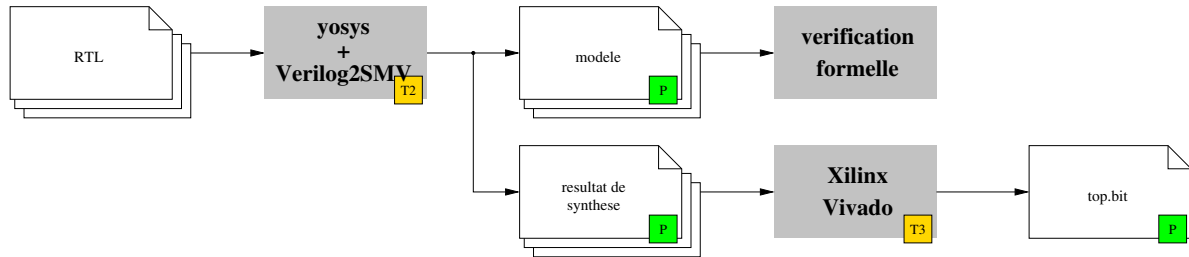 RTL
yosys
+
Verilog2SMV
T2
modele
P
verification
formelle
resultat de
synthese
P
Xilinx
Vivado
T3
top.bit
P